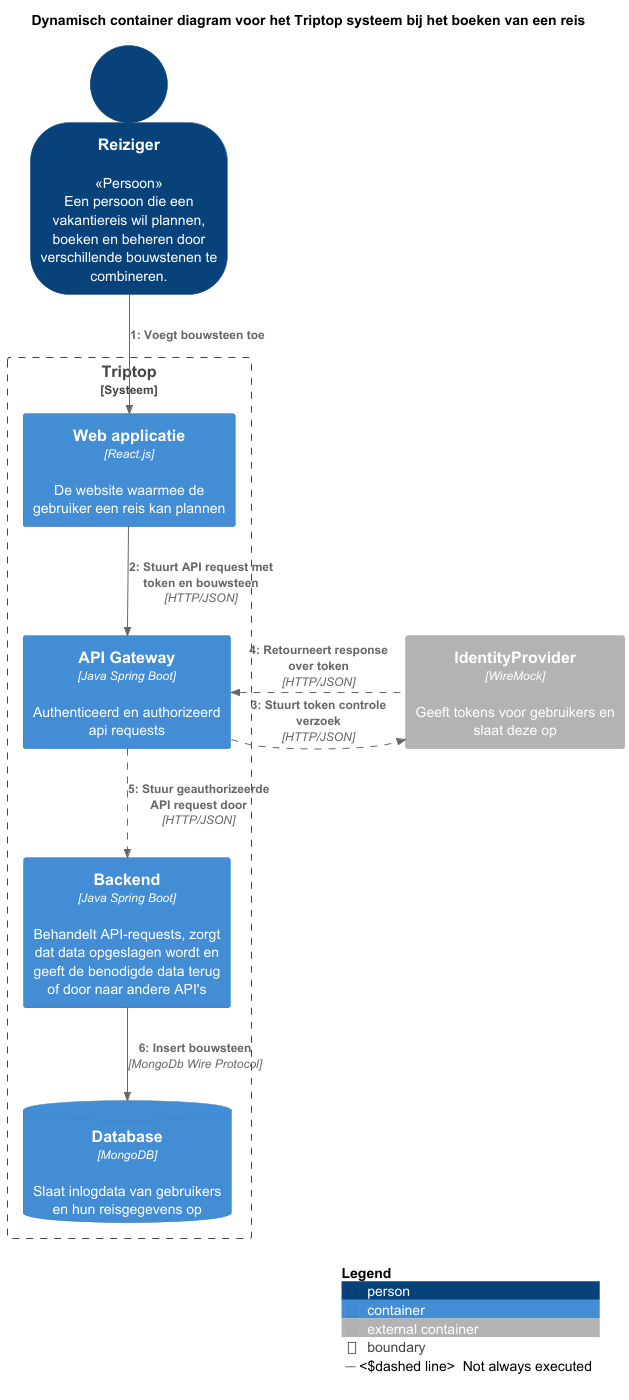 Dynamisch container diagram voor het Triptop systeem bij het boeken van een reis
Reiziger
«Persoon»
Een persoon die een
vakantiereis wil plannen,
boeken en beheren door
verschillende bouwstenen te
combineren.
1: Voegt bouwsteen toe
Triptop
[Systeem]
Web applicatie
[React.js]
De website waarmee de
gebruiker een reis kan plannen
2: Stuurt API request met
token en bouwsteen
[HTTP/JSON]
API Gateway
[Java Spring Boot]
Authenticeerd en authorizeerd
api requests
4: Retourneert response
over token
[HTTP/JSON]
3: Stuurt token controle
verzoek
[HTTP/JSON]
IdentityProvider
[WireMock]
Geeft tokens voor gebruikers en
slaat deze op
5: Stuur geauthorizeerde
API request door
[HTTP/JSON]
Backend
[Java Spring Boot]
Behandelt API-requests, zorgt
dat data opgeslagen wordt en
geeft de benodigde data terug
of door naar andere API's
6: Insert bouwsteen
[MongoDb Wire Protocol]
Database
[MongoDB]
Slaat inlogdata van gebruikers
en hun reisgegevens op
Legend
person
container
external container
boundary
— <$dashed line> Not always executed